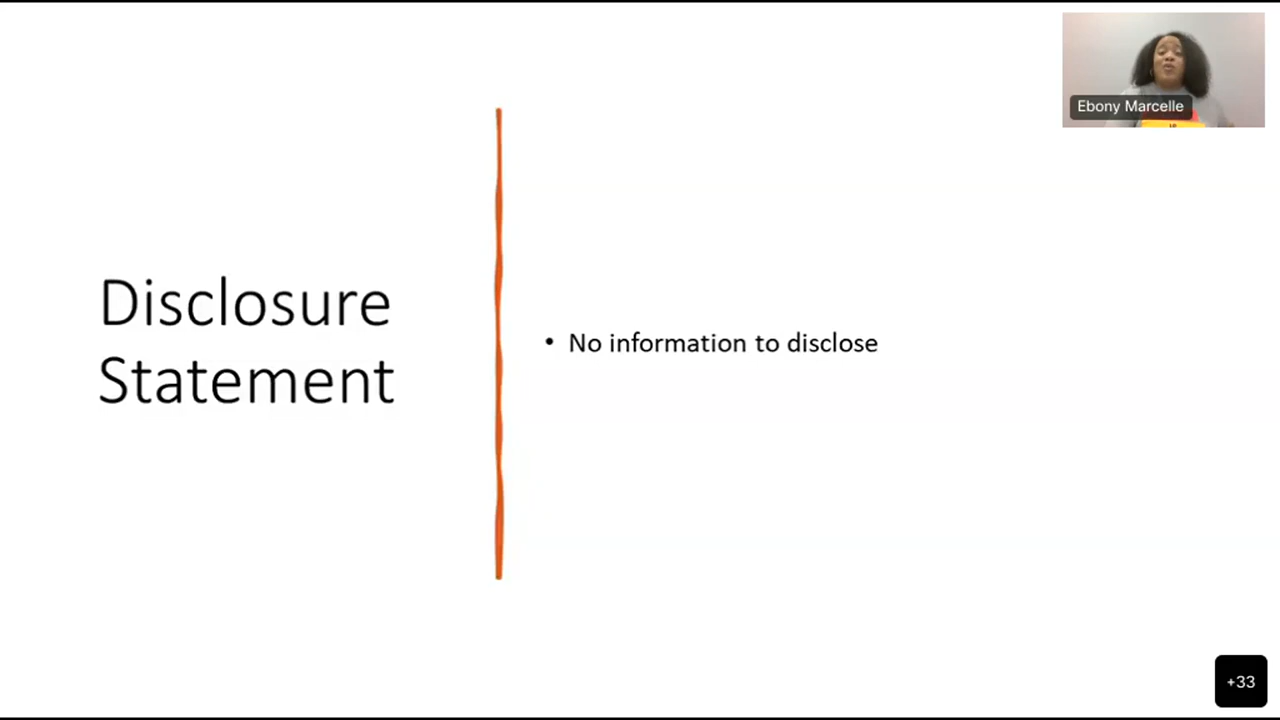 Ebony Marcelle
Disclosure
Statement
• No information to disclose
+33